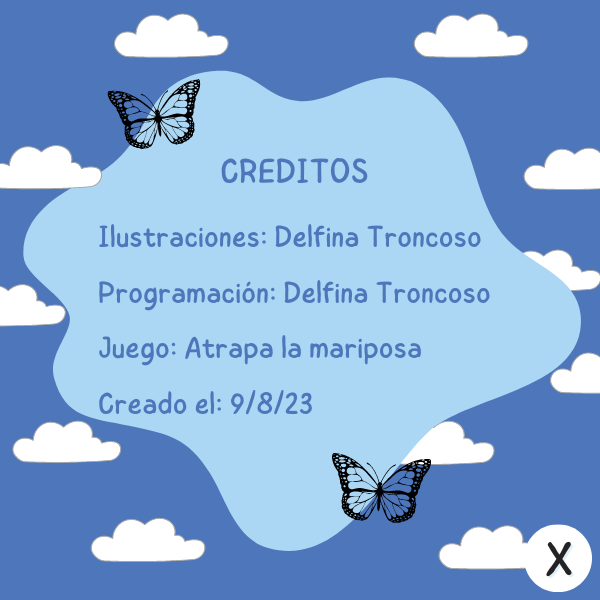 CREDITOS
Ilustraciones: Delfina Troncoso
Programación: Delfina Troncoso
Juego: Atrapa la mariposa
Creado el: 9/8/23
X